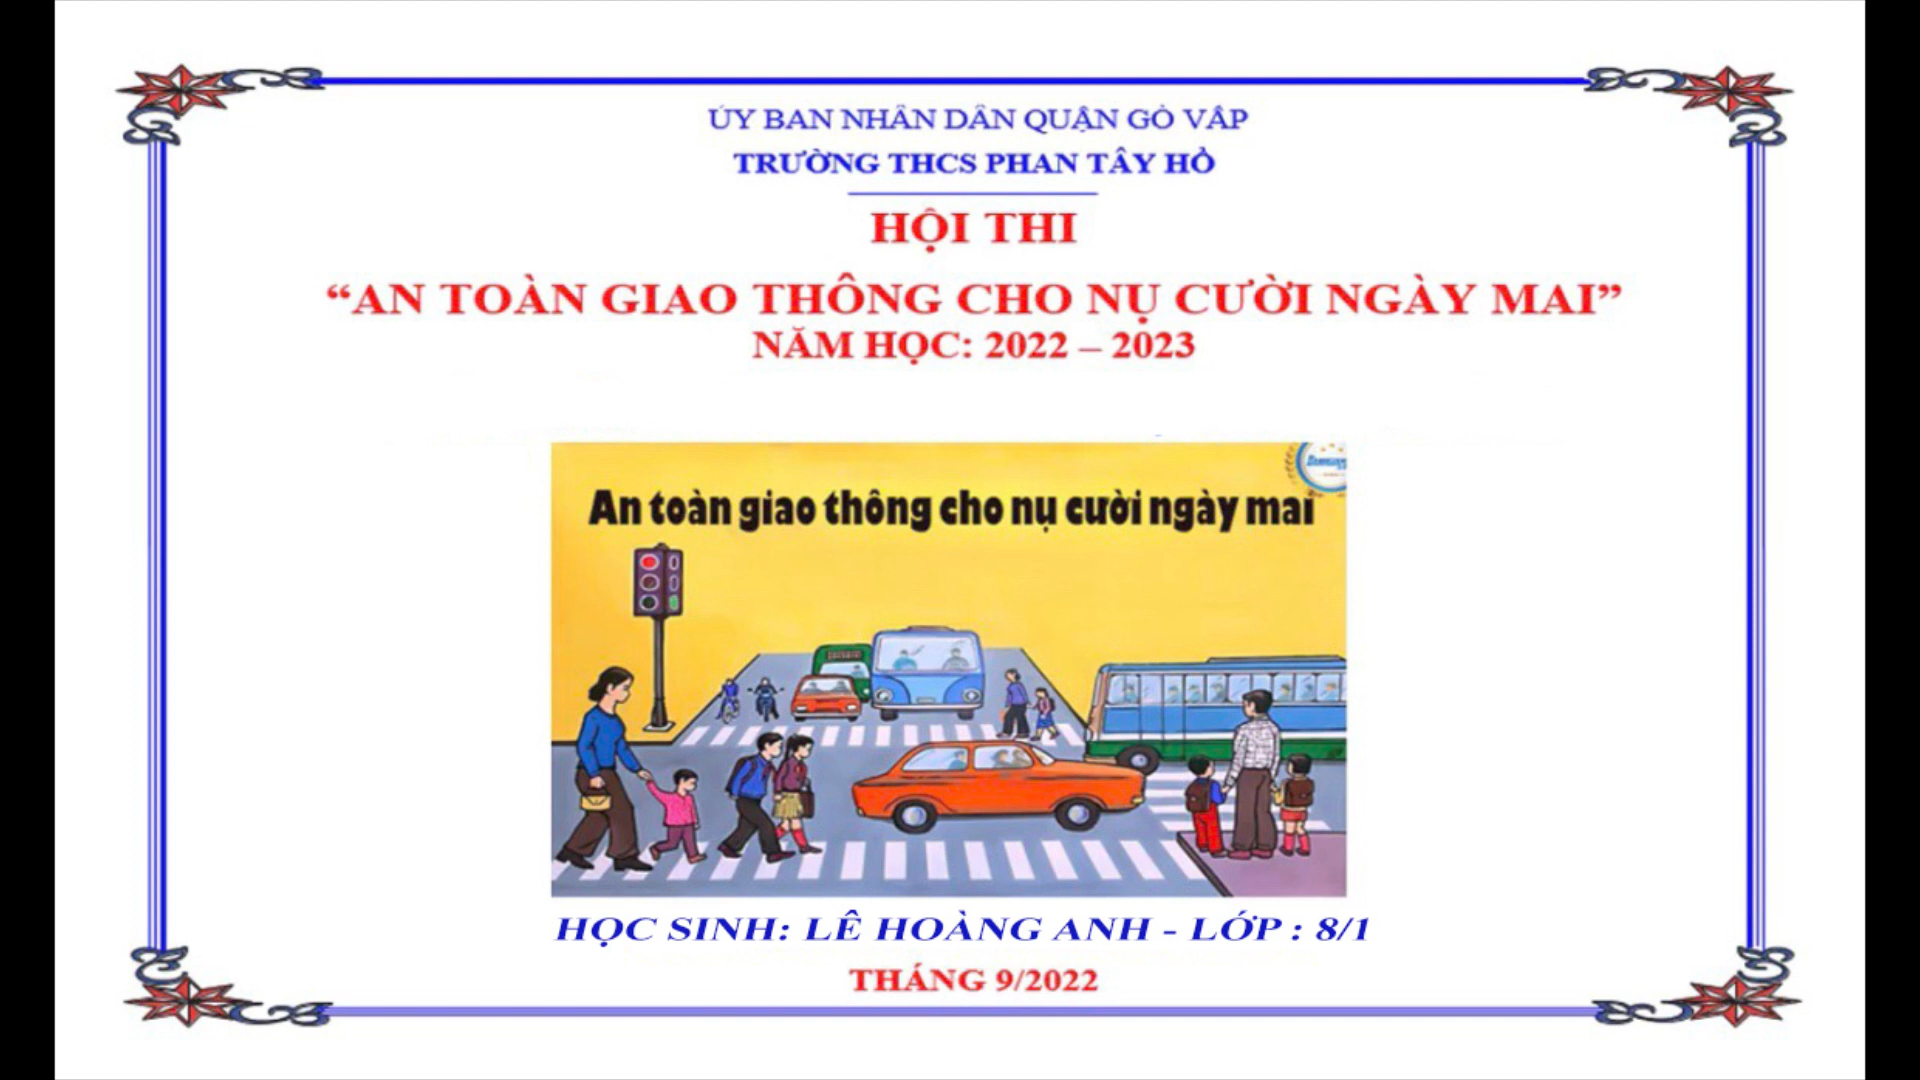 ỦY BAN NHÂN DÂN QUẬN GÒ VẤP
TRƯỜNG THCS PHAN TÂY HỒ
HỘI THI
“AN TOÀN GIAO THÔNG CHO NỤ CƯỜI NGÀY MAI”
NĂM HỌC: 2022 – 2023
An toàn giao thông cho nụ cười ngày mai
HỌC SINH: LÊ HOÀNG ANH - LỚP : 8/1
THÁNG 9/2022